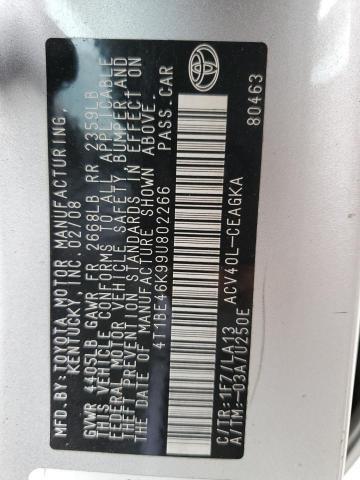 MFD.BY:TOYOTA MOTOR MANUFACTURING,
KENUCKY, INC. 02/08
GVWR 4405LB GAWR FR 2668LB RR 2359LB
THIS VEHICLE CONFORMS TO ALL APPLICABLE
FEDERAL MOTOR VEHICLE SAFETY BUMPER, AND
THEFT PREVENTION STANDARDS IN EFFECT ON
THE DATE OF MANUFACTURE SHOWN ABOVE.
4T1BE46K99U802266 PASS.CAR
C/TR:1F7/LA13 ACV40L-CEAGKA
A/TM:-03A/U250E 80463
TOYOTA